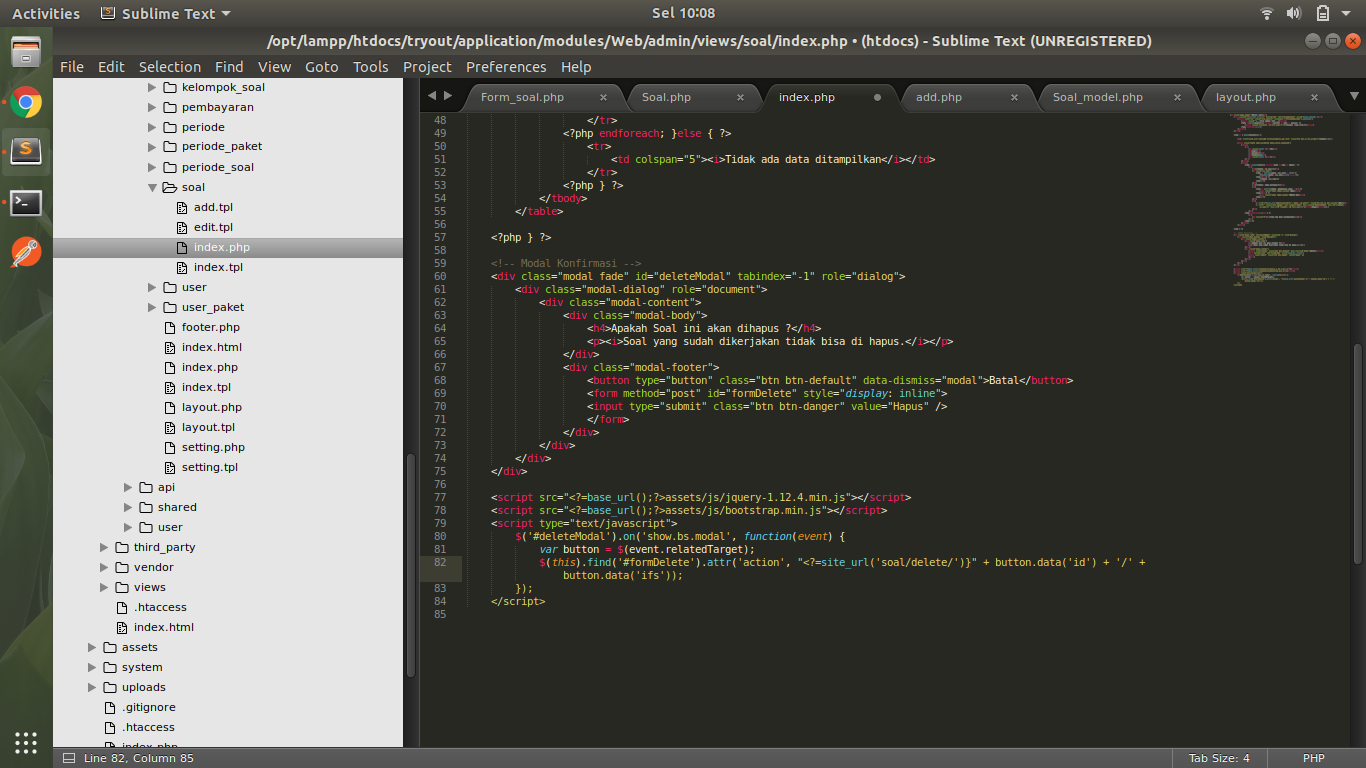 Activities Sublime Text Sel 10:08
/opt/lampp/htdocs/tryout/application/modules/Web/admin/views/soal/index.php • (htdocs) - Sublime Text (UNREGISTERED)
File Edit Selection Find View Goto Tools Project Preferences Help
kelompok_soal
pembayaran
periode
periode_paket
periode_soal
soal
add.tpl
edit.tpl
index.php
index.tpl
user
user_paket
footer.php
index.html
index.php
index.tpl
layout.php
layout.tpl
setting.php
setting.tpl
api
shared
user
third_party
vendor
views
.htaccess
index.html
assets
system
uploads
.gitignore
.htaccess
index.php
Form_soal.php × Soal.php × index.php add.php × Soal_model.php × layout.php ×
48 </tr>
49 <?php endforeach; }else { ?>
50 <tr>
51 <td colspan="5"><i>Tidak ada data ditampilkan</i></td>
52 </tr>
53 <?php } ?>
54 </tbody>
55 </table>
56
57 <?php } ?>
58
59 <!-- Modal Konfirmasi -->
60 <div class="modal fade" id="deleteModal" tabindex="-1" role="dialog">
61 <div class="modal-dialog" role="document">
62 <div class="modal-content">
63 <div class="modal-body">
64 <h4>Apakah Soal ini akan dihapus ?</h4>
65 <p><i>Soal yang sudah dikerjakan tidak bisa di hapus.</i></p>
66 </div>
67 <div class="modal-footer">
68 <button type="button" class="btn btn-default" data-dismiss="modal">Batal</button>
69 <form method="post" id="formDelete" style="display: inline">
70 <input type="submit" class="btn btn-danger" value="Hapus" />
71 </form>
72 </div>
73 </div>
74 </div>
75 </div>
76
77 <script src="<?=base_url();?>assets/js/jquery-1.12.4.min.js"></script>
78 <script src="<?=base_url();?>assets/js/bootstrap.min.js"></script>
79 <script type="text/javascript">
80 $('#deleteModal').on('show.bs.modal', function(event) {
81 var button = $(event.relatedTarget);
82 $(this).find('#formDelete').attr('action', "<?=site_url('soal/delete/')}" + button.data('id') + '/' +
button.data('ifs'));
83 });
84 </script>
85
Line 82, Column 85 Tab Size: 4 PHP